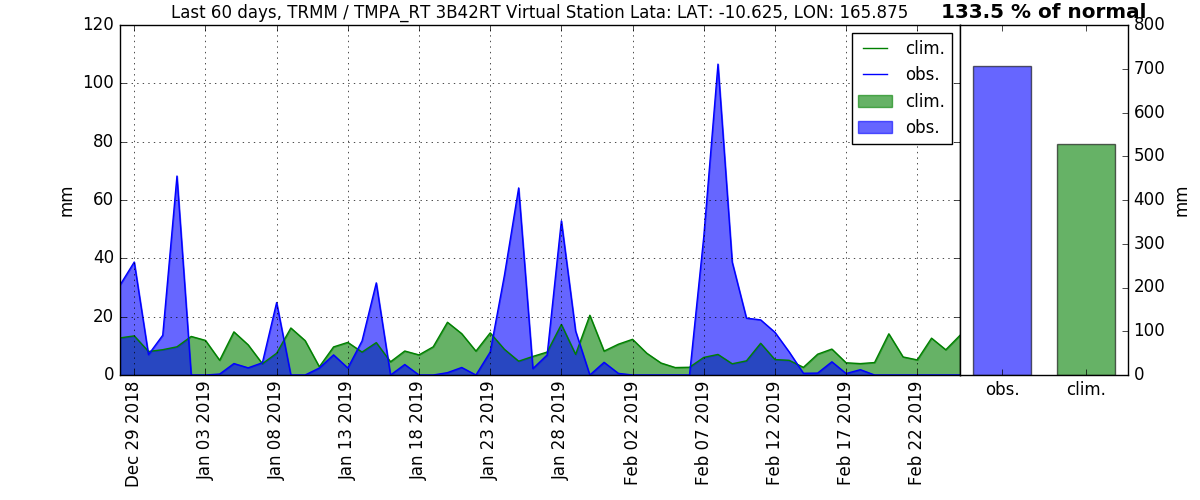 Last 60 days, TRMM / TMPA_RT 3B42RT Virtual Station Lata: LAT: -10.625, LON: 165.875
133.5 % of normal
120
100
80
60
40
20
0
mm
clim.
obs.
clim.
obs.
Dec 29 2018
Jan 03 2019
Jan 08 2019
Jan 13 2019
Jan 18 2019
Jan 23 2019
Jan 28 2019
Feb 02 2019
Feb 07 2019
Feb 12 2019
Feb 17 2019
Feb 22 2019
800
700
600
500
400
300
200
100
0
mm
obs.
clim.